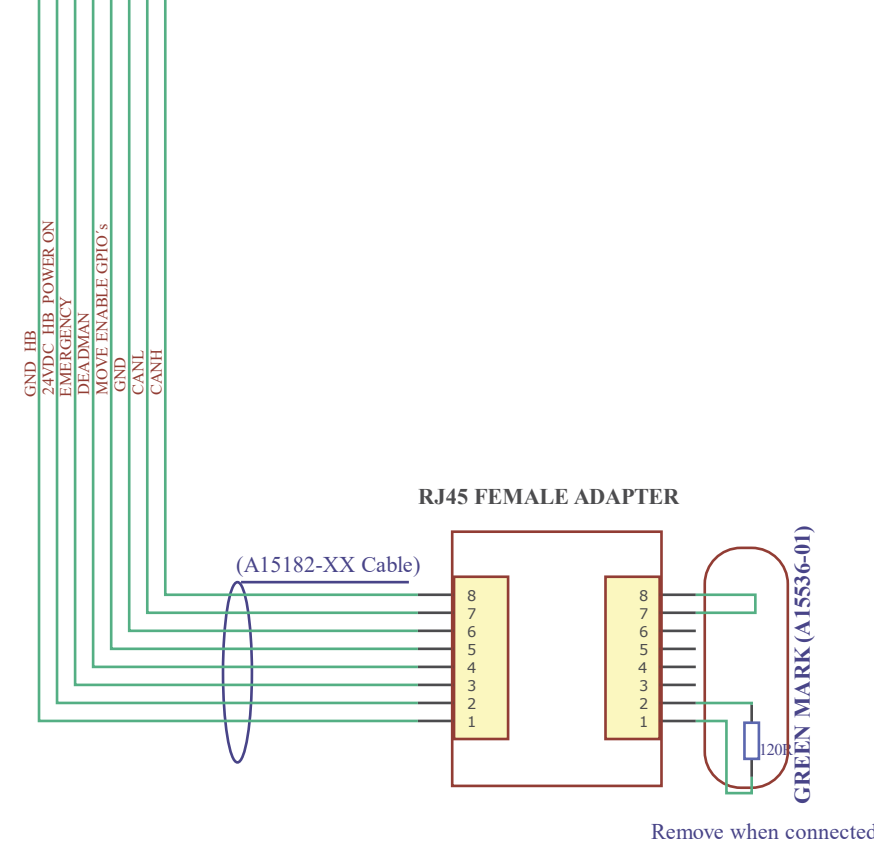 GND HB
24VDC HB POWER ON
EMERGENCY
DEADMAN
MOVE ENABLE GPIO´s
GND
CANL
CANH
RJ45 FEMALE ADAPTER
(A15182-XX Cable)
8
7
6
5
4
3
2
1
8
7
6
5
4
3
2
1
120R
GREEN MARK (A15536-01)
Remove when connected